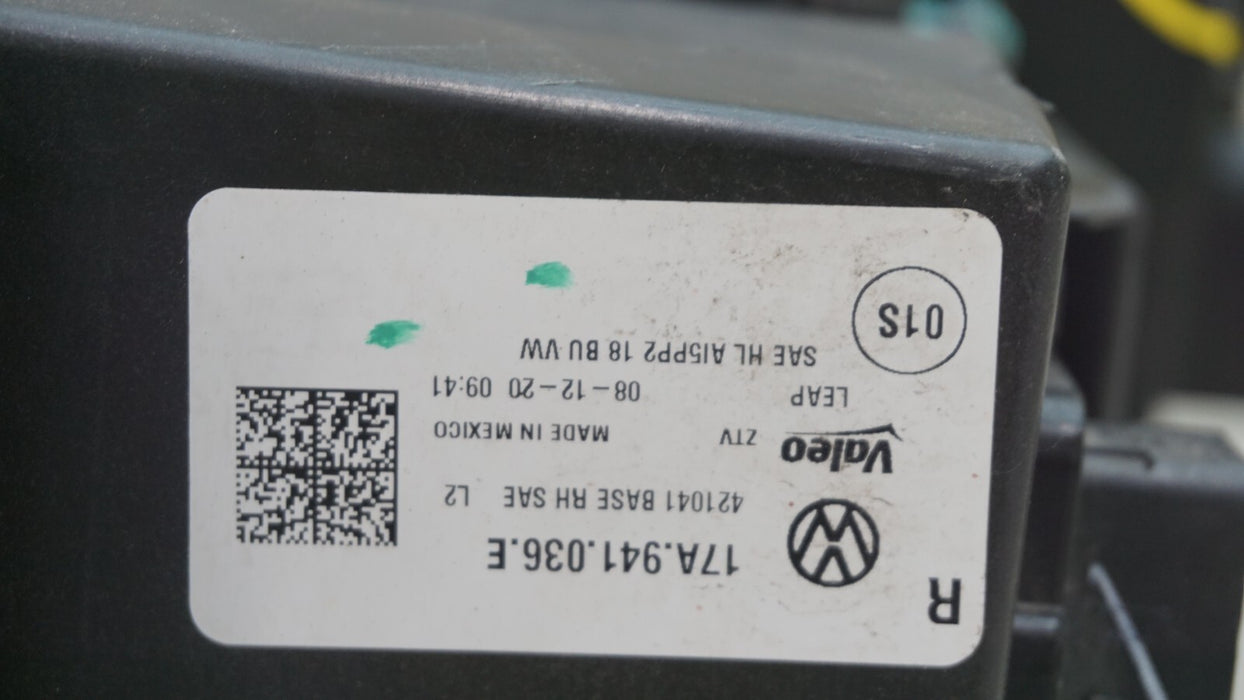 R
17A.941.036.E
421041 BASE RH SAE L2
Valeo ZTV MADE IN MEXICO
LEAP 08-12-20 09:41
SAE HL AI5PP2 18 BU VW
01S